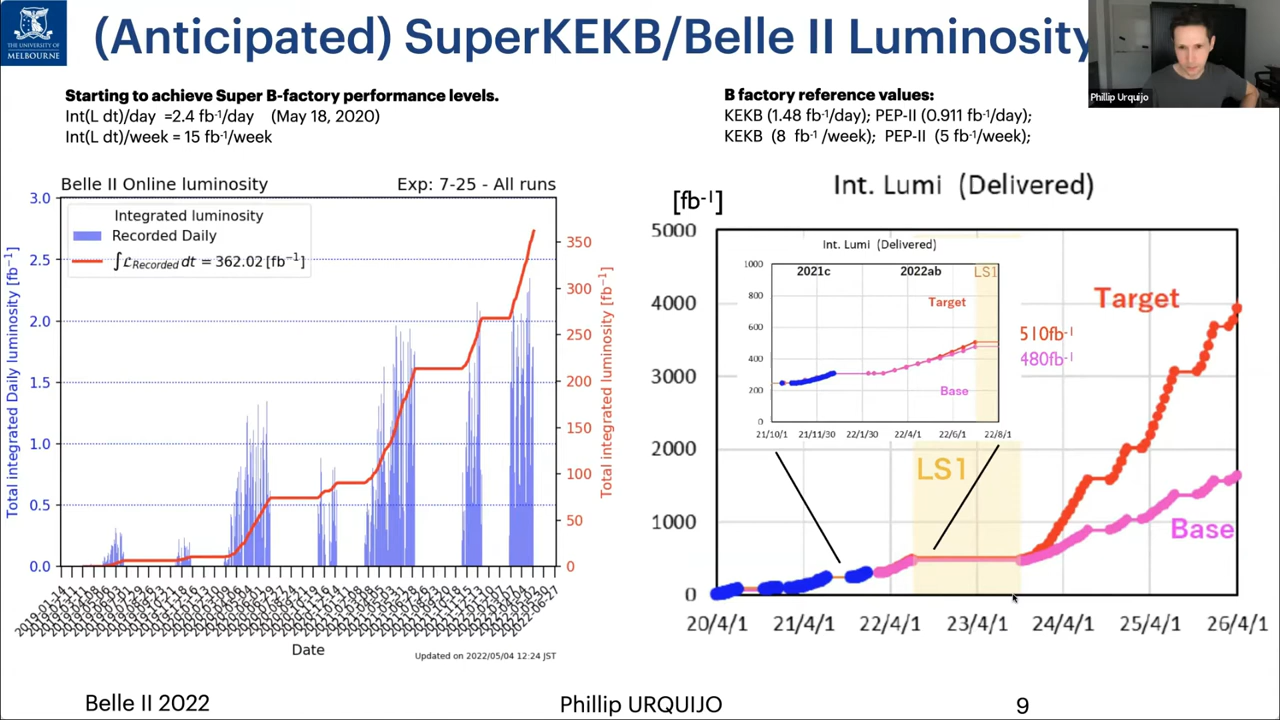 THE UNIVERSITY OF
MELBOURNE
(Anticipated) SuperKEKB/Belle II Luminosity
Phillip Urquijo
Starting to achieve Super B-factory performance levels.
Int(L dt)/day =2.4 fb⁻¹/day (May 18, 2020)
Int(L dt)/week = 15 fb⁻¹/week
B factory reference values:
KEKB (1.48 fb⁻¹/day); PEP-II (0.911 fb⁻¹/day);
KEKB (8 fb⁻¹ /week); PEP-II (5 fb⁻¹/week);
Belle II Online luminosity Exp: 7-25 - All runs
Integrated luminosity
Recorded Daily
∫ℒRecorded dt = 362.02 [fb⁻¹]
Total integrated Daily luminosity [fb⁻¹]
3.0
2.5
2.0
1.5
1.0
0.5
0.0
350
300
250
200
150
100
50
0
Total integrated luminosity [fb⁻¹]
Date
Updated on 2022/05/04 12:24 JST
Int. Lumi (Delivered)
[fb⁻¹]
5000
4000
3000
2000
1000
0
Int. Lumi (Delivered)
1000
800
600
400
200
0
2021c 2022ab LS1
Target
Base
21/10/1 21/11/30 22/1/30 22/4/1 22/6/1 22/8/1
Target
510fb⁻¹
480fb⁻¹
LS1
Base
20/4/1 21/4/1 22/4/1 23/4/1 24/4/1 25/4/1 26/4/1
Belle II 2022 Phillip URQUIJO 9